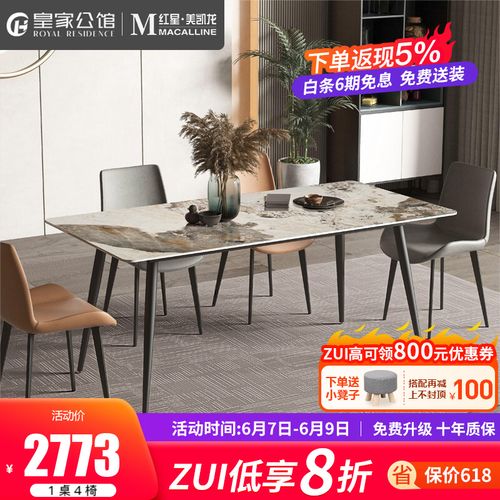 皇家公馆
ROYAL RESIDENCE
M 红星·美凯龙
MACALLINE
下单返现5%
白条6期免息 免费送装
ZUI高可领800元优惠券
下单送
小凳子
搭配再减
上不封顶
¥100
活动价
¥2773
1桌4椅
活动时间:6月7日-6月9日 免费升级 十年质保
ZUI低享8折
省 保价618